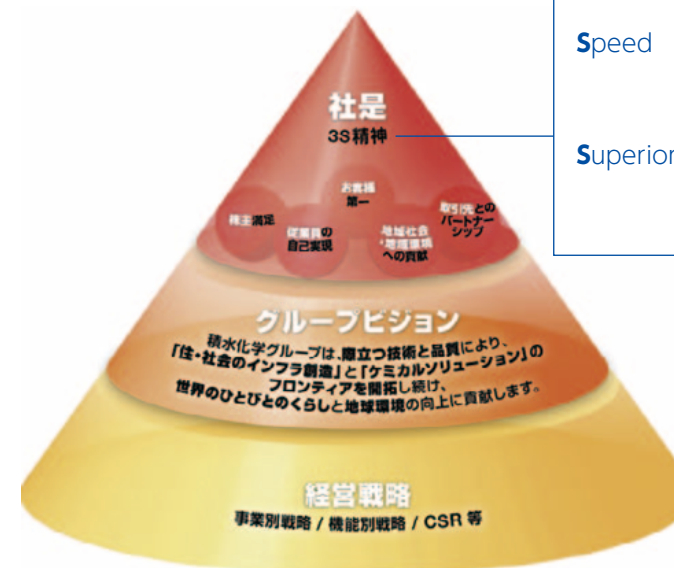 Speed
Superior
社是
3S精神
お客様
第一
株主満足
従業員の
自己実現
地域社会
・地球環境
への貢献
取引先との
パートナー
シップ
グループビジョン
積水化学グループは、際立つ技術と品質により、
「住・社会のインフラ創造」と「ケミカルソリューション」の
フロンティアを開拓し続け、
世界のひとびとのくらしと地球環境の向上に貢献します。
経営戦略
事業別戦略 / 機能別戦略 / CSR 等